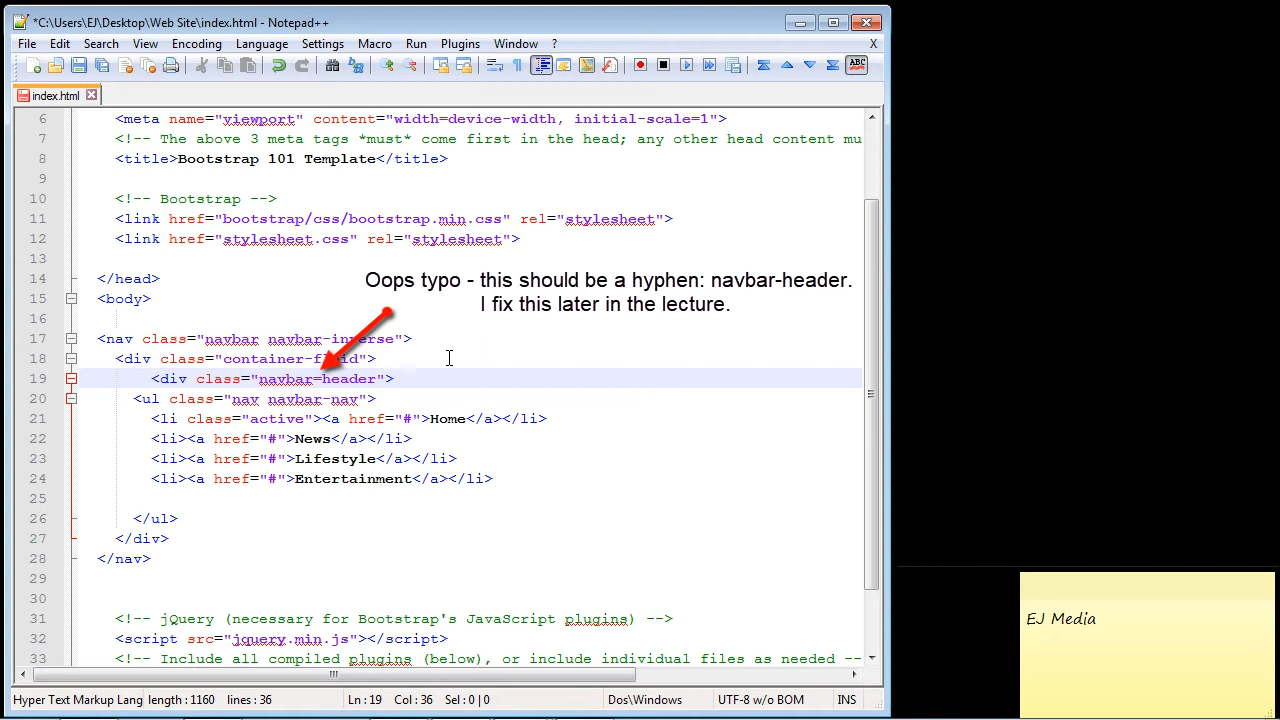 *C:\Users\EJ\Desktop\Web Site\index.html - Notepad++
File Edit Search View Encoding Language Settings Macro Run Plugins Window ? X
ABC
index.html
6 <meta name="viewport" content="width=device-width, initial-scale=1">
7 <!-- The above 3 meta tags *must* come first in the head; any other head content mu
8 <title>Bootstrap 101 Template</title>
9
10 <!-- Bootstrap -->
11 <link href="bootstrap/css/bootstrap.min.css" rel="stylesheet">
12 <link href="stylesheet.css" rel="stylesheet">
13
14 </head>
Oops typo - this should be a hyphen: navbar-header.
15 <body>
I fix this later in the lecture.
16
17 <nav class="navbar navbar-inverse">
18 <div class="container-fluid">
19 <div class="navbar=header">
20 <ul class="nav navbar-nav">
21 <li class="active"><a href="#">Home</a></li>
22 <li><a href="#">News</a></li>
23 <li><a href="#">Lifestyle</a></li>
24 <li><a href="#">Entertainment</a></li>
25
26 </ul>
27 </div>
28 </nav>
29
30
31 <!-- jQuery (necessary for Bootstrap's JavaScript plugins) -->
32 <script src="jquery.min.js"></script>
33 <!-- Include all compiled plugins (below), or include individual files as needed --
Hyper Text Markup Lang length : 1160 lines : 36 Ln : 19 Col : 36 Sel : 0 | 0 Dos\Windows UTF-8 w/o BOM INS
EJ Media